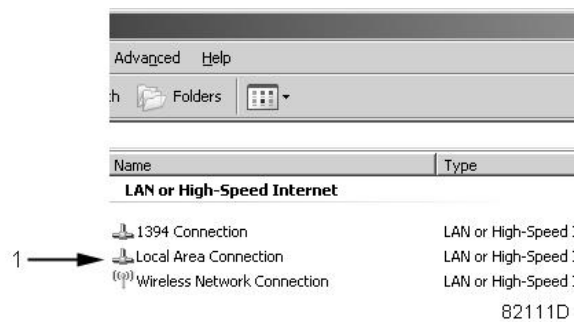 Advanced Help
:h Folders
Name Type
LAN or High-Speed Internet
1394 Connection LAN or High-Speed I
1 Local Area Connection LAN or High-Speed I
Wireless Network Connection LAN or High-Speed I
82111D